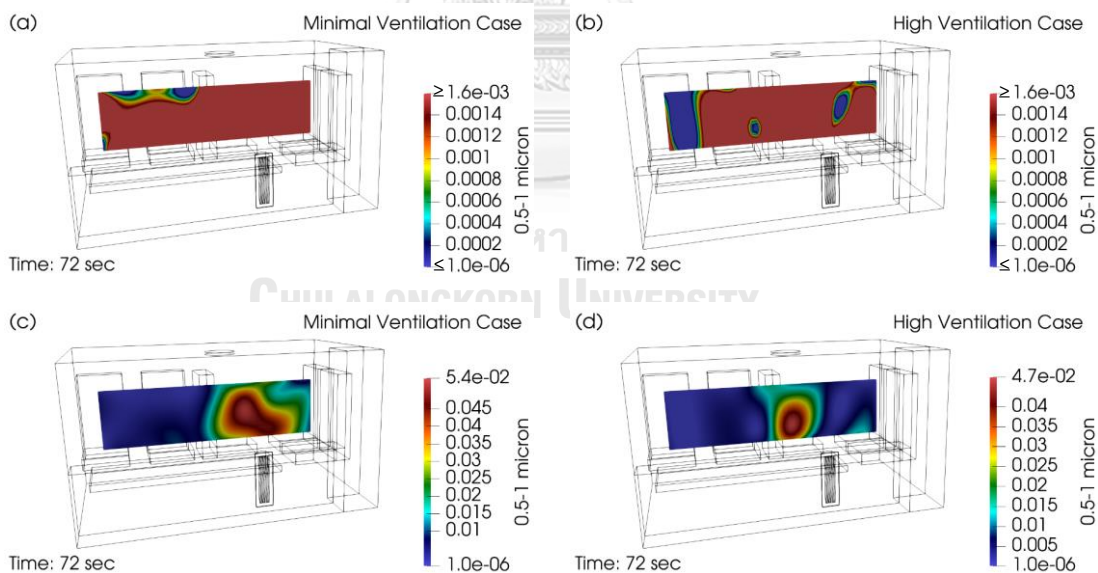 (a)
Minimal Ventilation Case
≥ 1.6e-03
0.0014
0.0012
0.001
0.0008
0.0006
0.0004
0.0002
≤ 1.0e-06
0.5-1 micron
Time: 72 sec
(b)
High Ventilation Case
≥ 1.6e-03
0.0014
0.0012
0.001
0.0008
0.0006
0.0004
0.0002
≤ 1.0e-06
0.5-1 micron
Time: 72 sec
CHULALONGKORN UNIVERSITY
(c)
Minimal Ventilation Case
5.4e-02
0.045
0.04
0.035
0.03
0.025
0.02
0.015
0.01
1.0e-06
0.5-1 micron
Time: 72 sec
(d)
High Ventilation Case
4.7e-02
0.04
0.035
0.03
0.025
0.02
0.015
0.01
0.005
1.0e-06
0.5-1 micron
Time: 72 sec